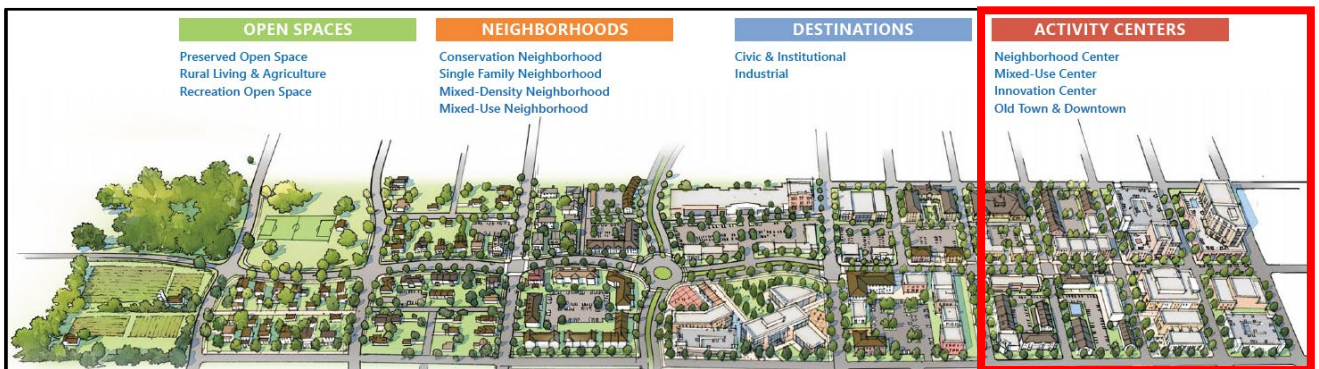 OPEN SPACES
Preserved Open Space
Rural Living & Agriculture
Recreation Open Space
NEIGHBORHOODS
Conservation Neighborhood
Single Family Neighborhood
Mixed-Density Neighborhood
Mixed-Use Neighborhood
DESTINATIONS
Civic & Institutional
Industrial
ACTIVITY CENTERS
Neighborhood Center
Mixed-Use Center
Innovation Center
Old Town & Downtown